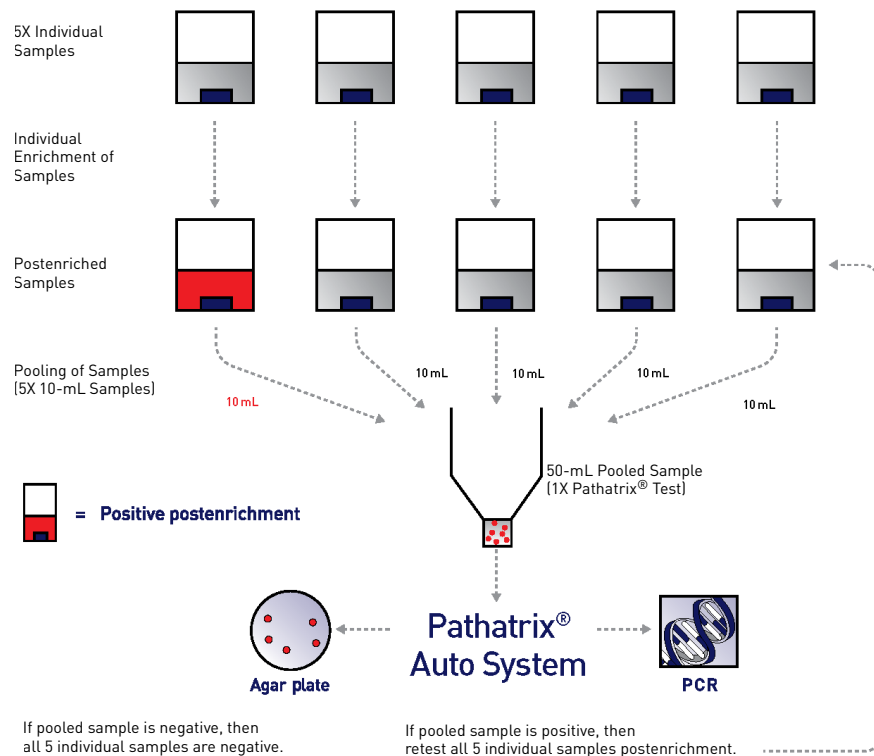 5X Individual
Samples
Individual
Enrichment of
Samples
Postenriched
Samples
Pooling of Samples
(5X 10-mL Samples)
10 mL
10 mL
10 mL
10 mL
10 mL
50-mL Pooled Sample
(1X Pathatrix® Test)
= Positive postenrichment
Pathatrix®
Auto System
Agar plate
PCR
If pooled sample is negative, then
all 5 individual samples are negative.
If pooled sample is positive, then
retest all 5 individual samples postenrichment.